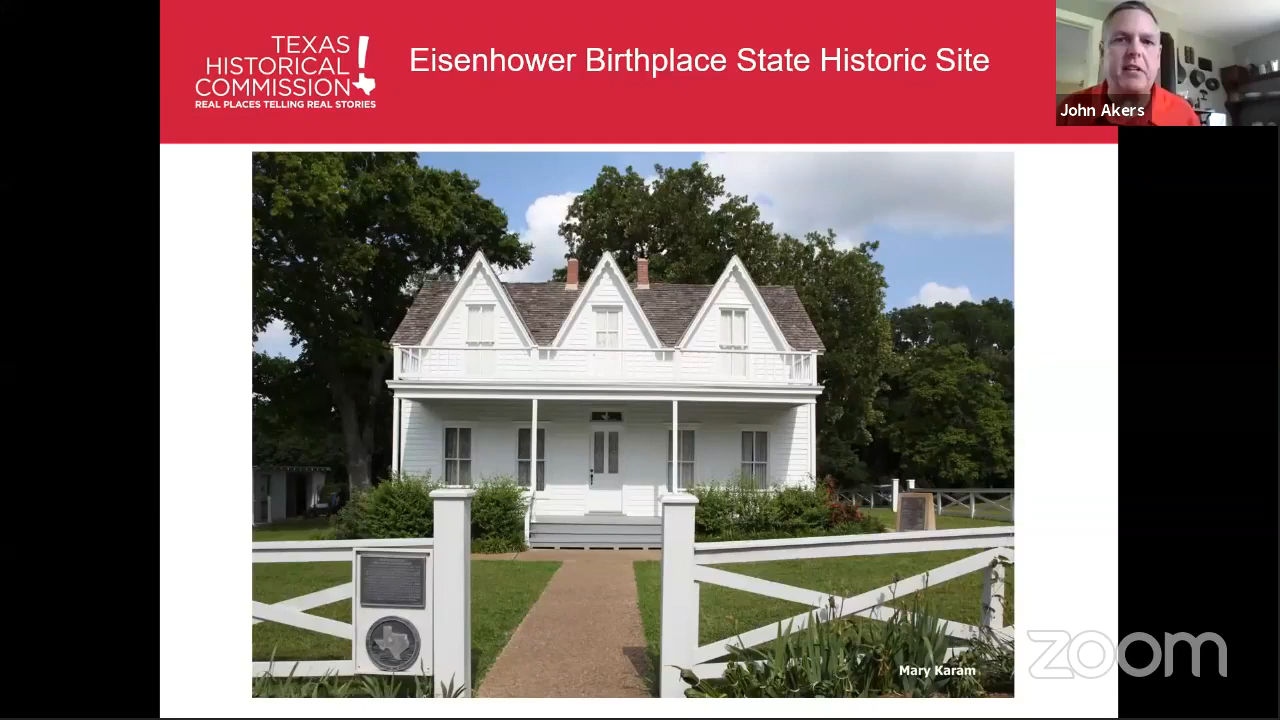 TEXAS
HISTORICAL
COMMISSION
REAL PLACES TELLING REAL STORIES
Eisenhower Birthplace State Historic Site
John Akers
Mary Karam
zoom